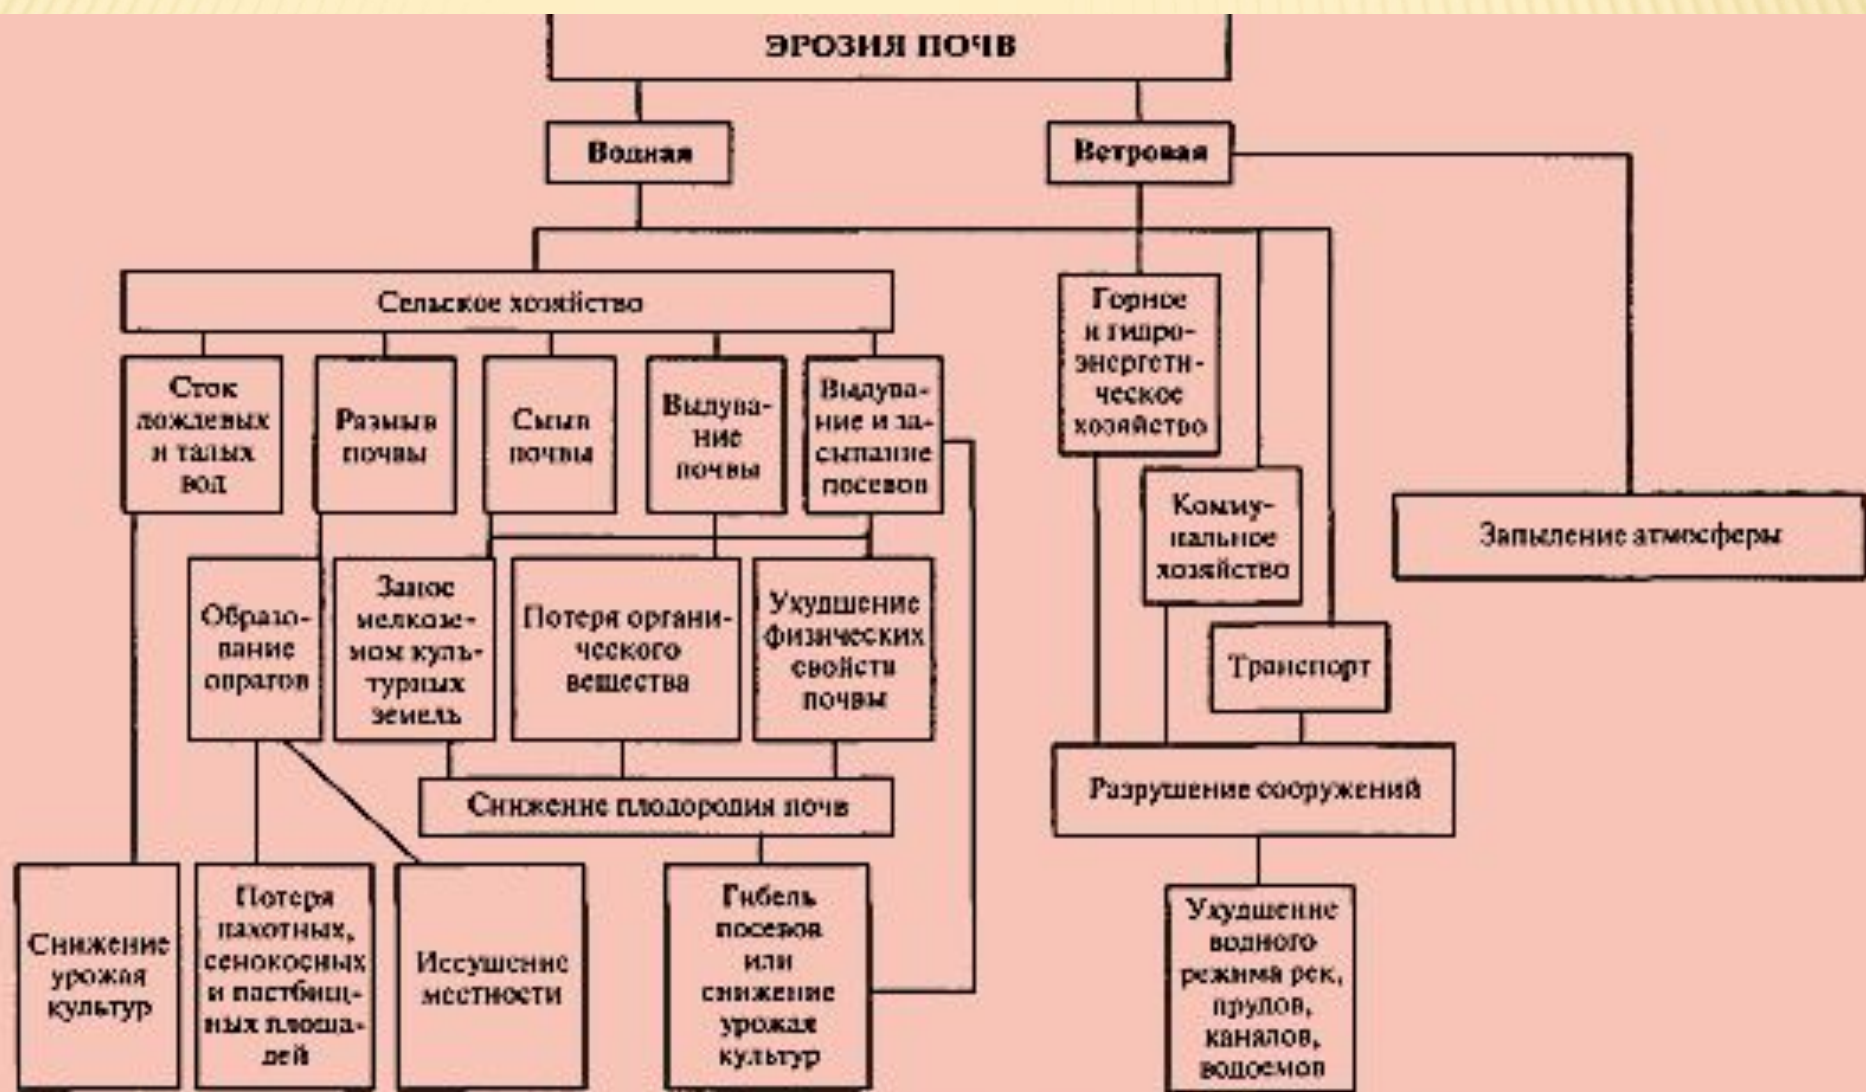 ЭРОЗИЯ ПОЧВ
Водная
Ветровая
Сельское хозяйство
Сток
дождевых
и талых
вод
Размыв
почвы
Смыв
почвы
Выдува-
ние
почвы
Выдува-
ние и за-
сыпание
посевов
Горное
и гидро-
энергети-
ческое
хозяйство
Комму-
нальное
хозяйство
Запыление атмосферы
Образо-
вание
оврагов
Занос
мелкозе-
мом куль-
турных
земель
Потеря органи-
ческого
вещества
Ухудшение
физических
свойств
почвы
Транспорт
Снижение плодородия почв
Разрушение сооружений
Снижение
урожая
культур
Потеря
пахотных,
сенокосных
и пастбищ-
ных площа-
дей
Иссушение
местности
Гибель
посевов
или
снижение
урожая
культур
Ухудшение
водного
режима рек,
прудов,
каналов,
водоемов